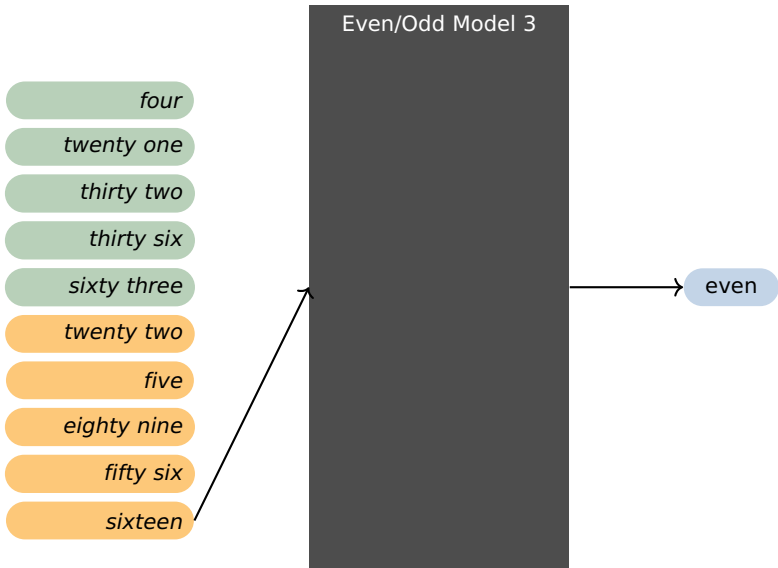 Even/Odd Model 3
four
twenty one
thirty two
thirty six
sixty three
twenty two
five
eighty nine
fifty six
sixteen
even